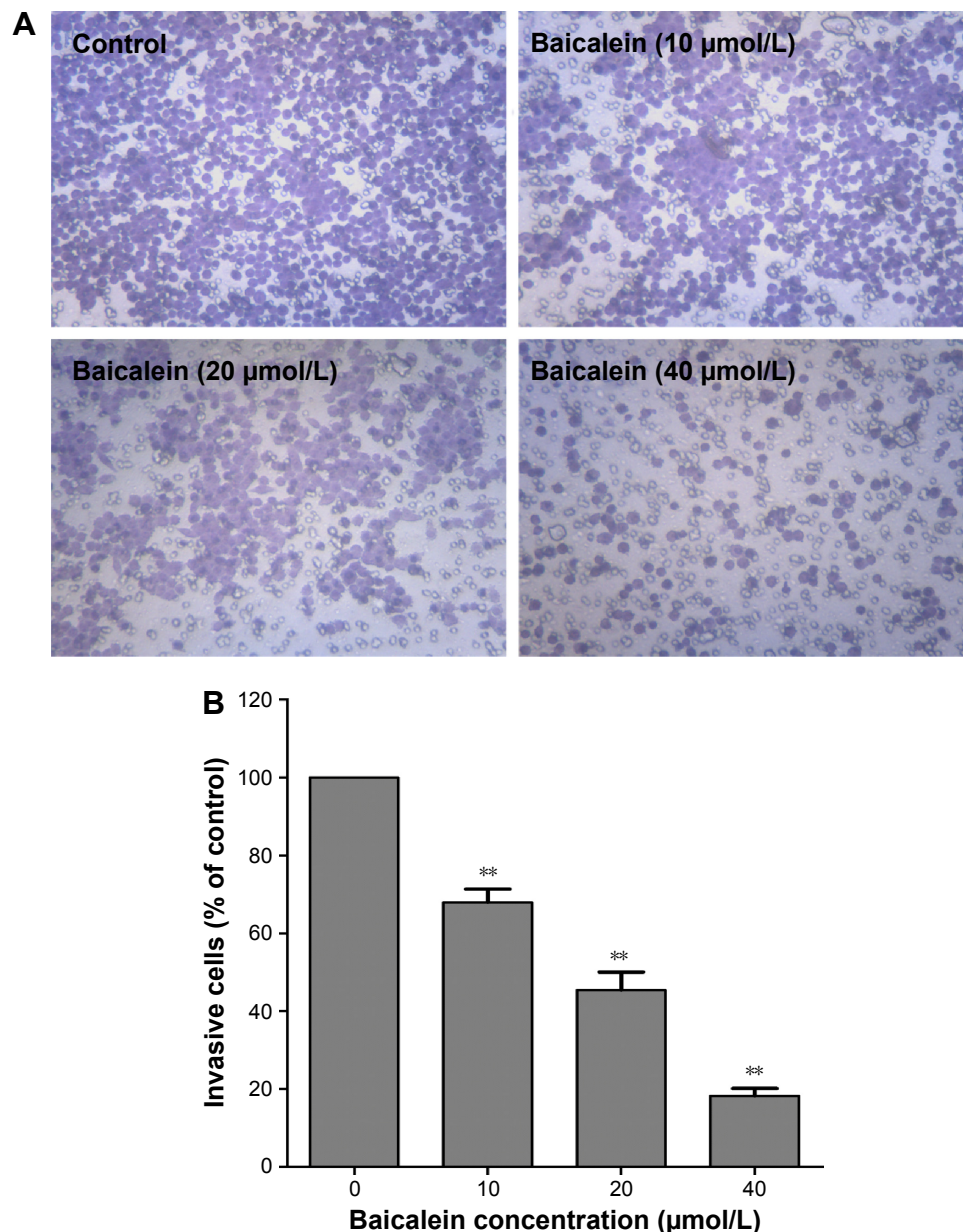 A
Control
Baicalein (10 µmol/L)
Baicalein (20 µmol/L)
Baicalein (40 µmol/L)
B
Invasive cells (% of control)
120
100
80
60
40
20
0
**
**
**
0
10
20
40
Baicalein concentration (µmol/L)